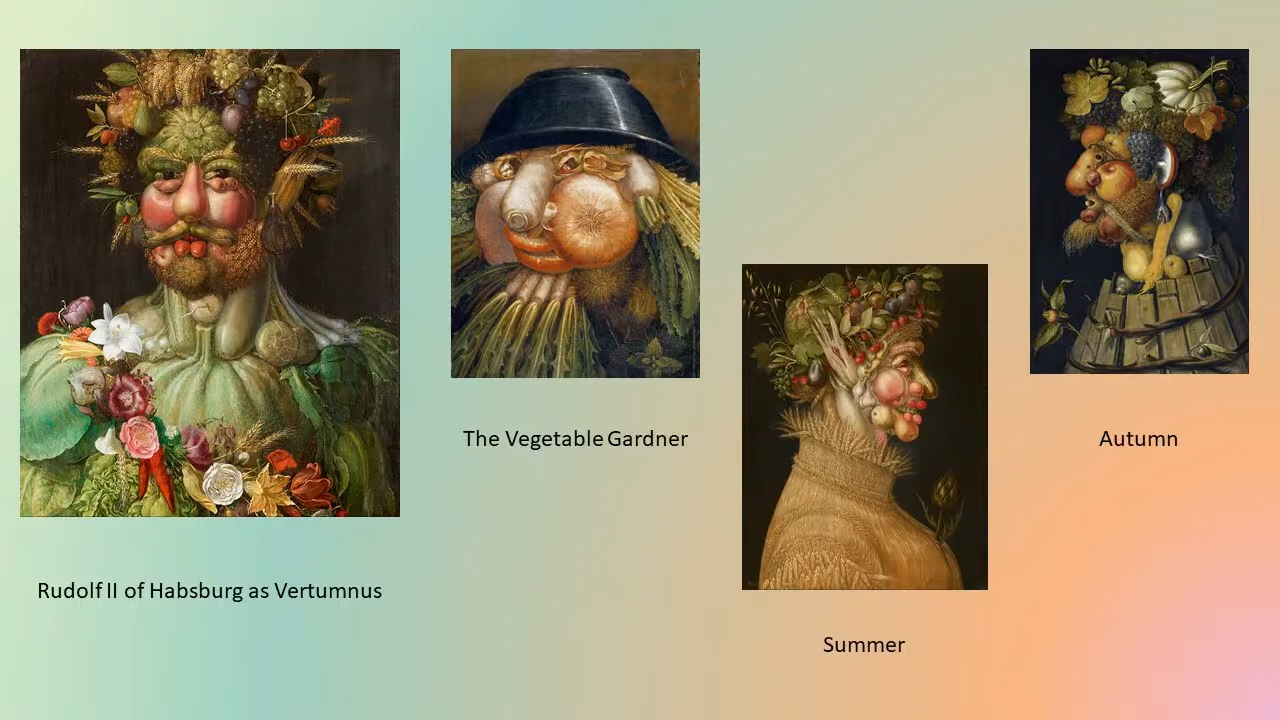 The Vegetable Gardner
Autumn
Rudolf II of Habsburg as Vertumnus
Summer